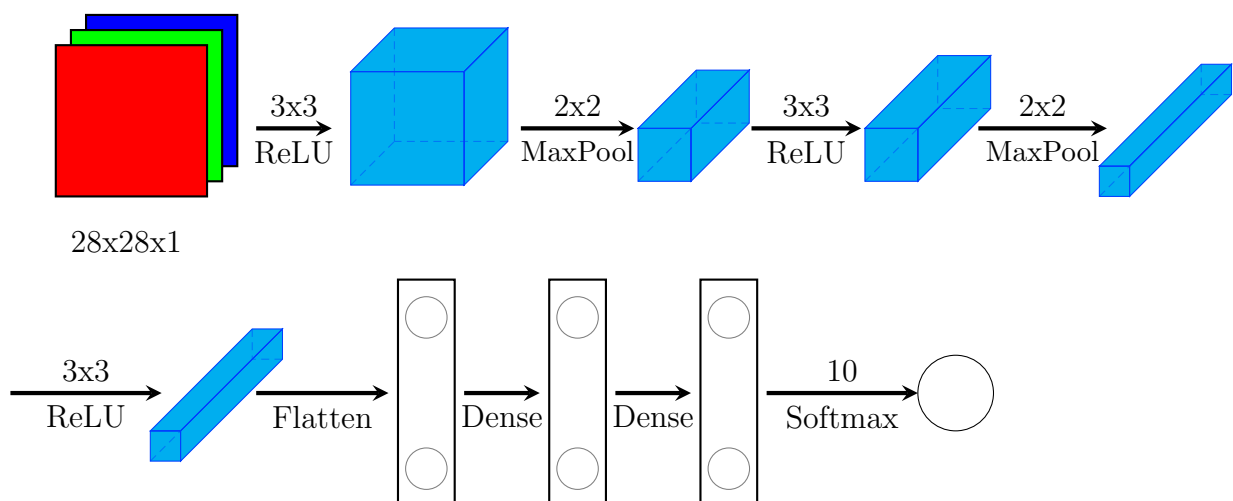 3x3
ReLU
2x2
MaxPool
3x3
ReLU
2x2
MaxPool
28x28x1
3x3
ReLU
Flatten
Dense
Dense
10
Softmax